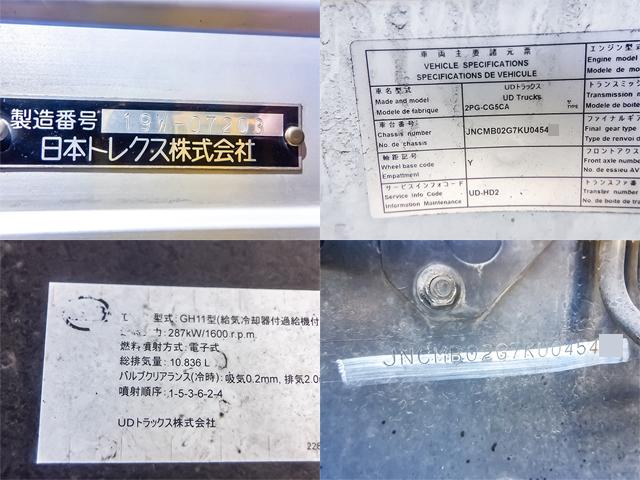 製造番号 19W-07203
日本トレクス株式会社
車両主要諸元票
VEHICLE SPECIFICATIONS
SPECIFICATIONS DE VEHICULE
車名型式
Made and model
Modele de fabrique
UDトラックス
UD Trucks
2PG-CG5CA
車台番号
Chassis number
No. de chassis
JNCMB02G7KU0454
軸距記号
Wheel base code
Empattment
Y
サービスインフォコード
Service Info Code
Information Maintenance
UD-HD2
エンジン型式
Engine model
Modele de mo
トランスミッ
Transmission m
Modele de boit
ファイナルギ
Final gear type
Type de renvoi d
フロントアクス
Front axle number
No. de essieu AV
トランスファ番
Transfer number
No. de boite de tra
型式:GH11型(給気冷却器付過給機付
力:287kW/1600r.p.m.
燃料噴射方式:電子式
総排気量:10.836L
バルブクリアランス(冷時):吸気0.2mm,排気2.0
噴射順序:1-5-3-6-2-4
UDトラックス株式会社
JNCMB02G7KU0454